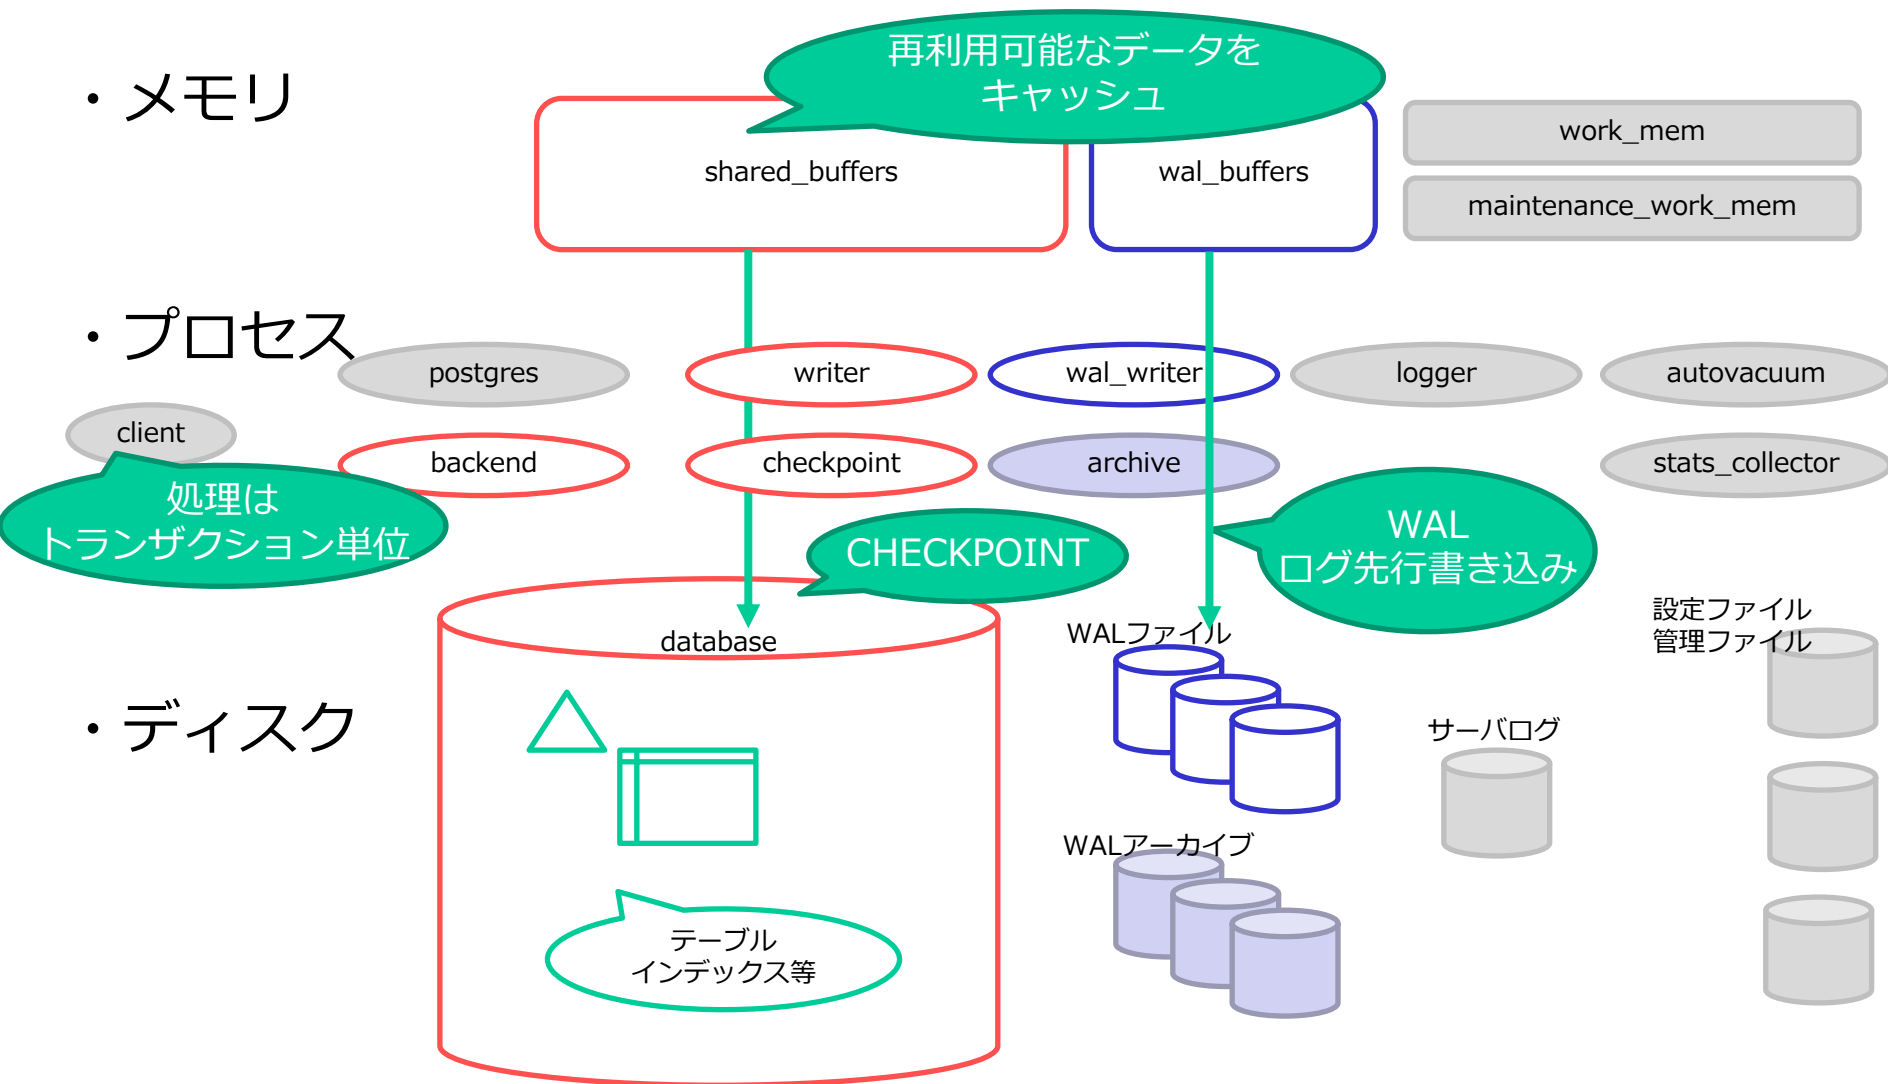 再利用可能なデータを
キャッシュ
・メモリ
shared_buffers
wal_buffers
work_mem
maintenance_work_mem
・プロセス
postgres
writer
wal_writer
logger
autovacuum
client
backend
checkpoint
archive
stats_collector
処理は
トランザクション単位
CHECKPOINT
WAL
ログ先行書き込み
・ディスク
database
テーブル
インデックス等
WALファイル
WALアーカイブ
サーバログ
設定ファイル
管理ファイル